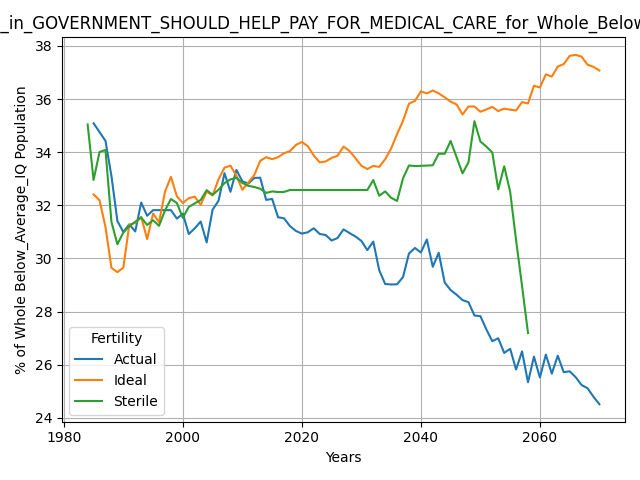 _in_GOVERNMENT_SHOULD_HELP_PAY_FOR_MEDICAL_CARE_for_Whole_Below
38
36
34
32
30
28
26
24
% of Whole Below_Average_IQ Population
Fertility
Actual
Ideal
Sterile
1980
2000
2020
2040
2060
Years